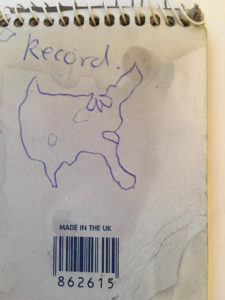 Record.
MADE IN THE UK
862615